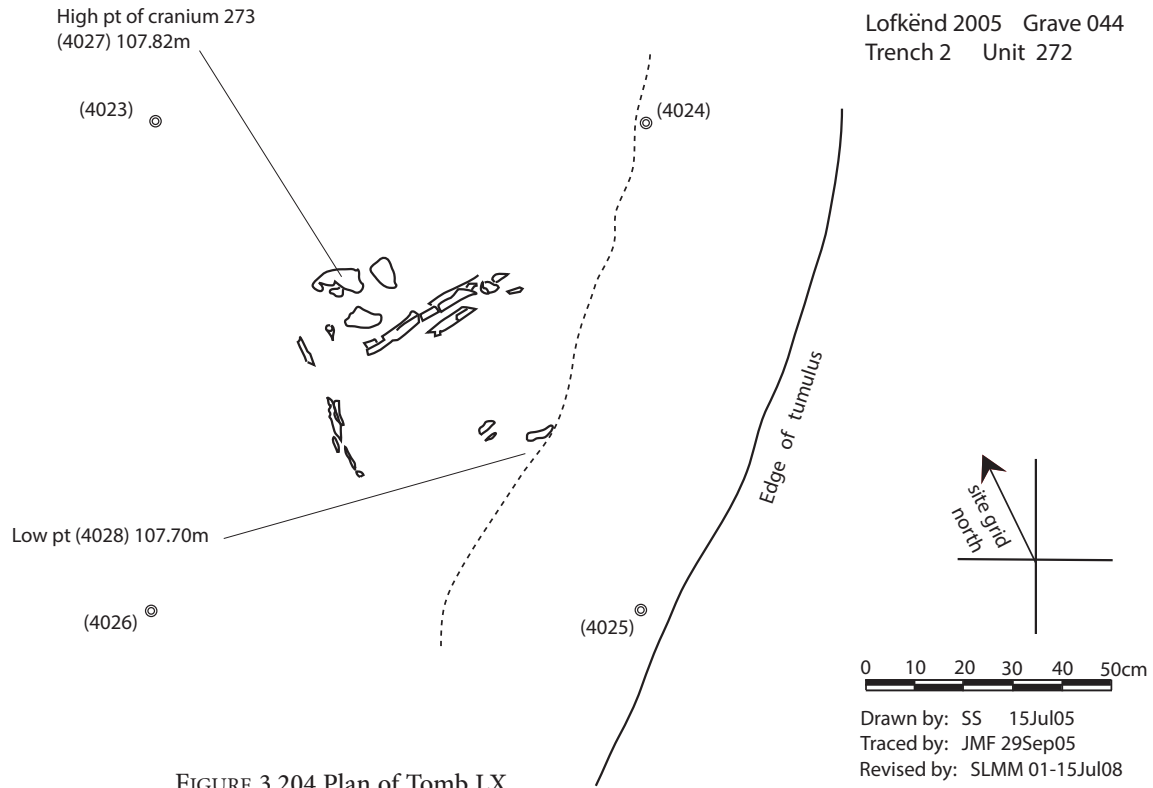 High pt of cranium 273
(4027) 107.82m
Lofkënd 2005 Grave 044
Trench 2 Unit 272
(4023)
(4024)
Edge of tumulus
site grid
north
Low pt (4028) 107.70m
(4026)
(4025)
0 10 20 30 40 50cm
Drawn by: SS 15Jul05
Traced by: JMF 29Sep05
Revised by: SLMM 01-15Jul08
FIGURE 3.204 Plan of Tomb LX